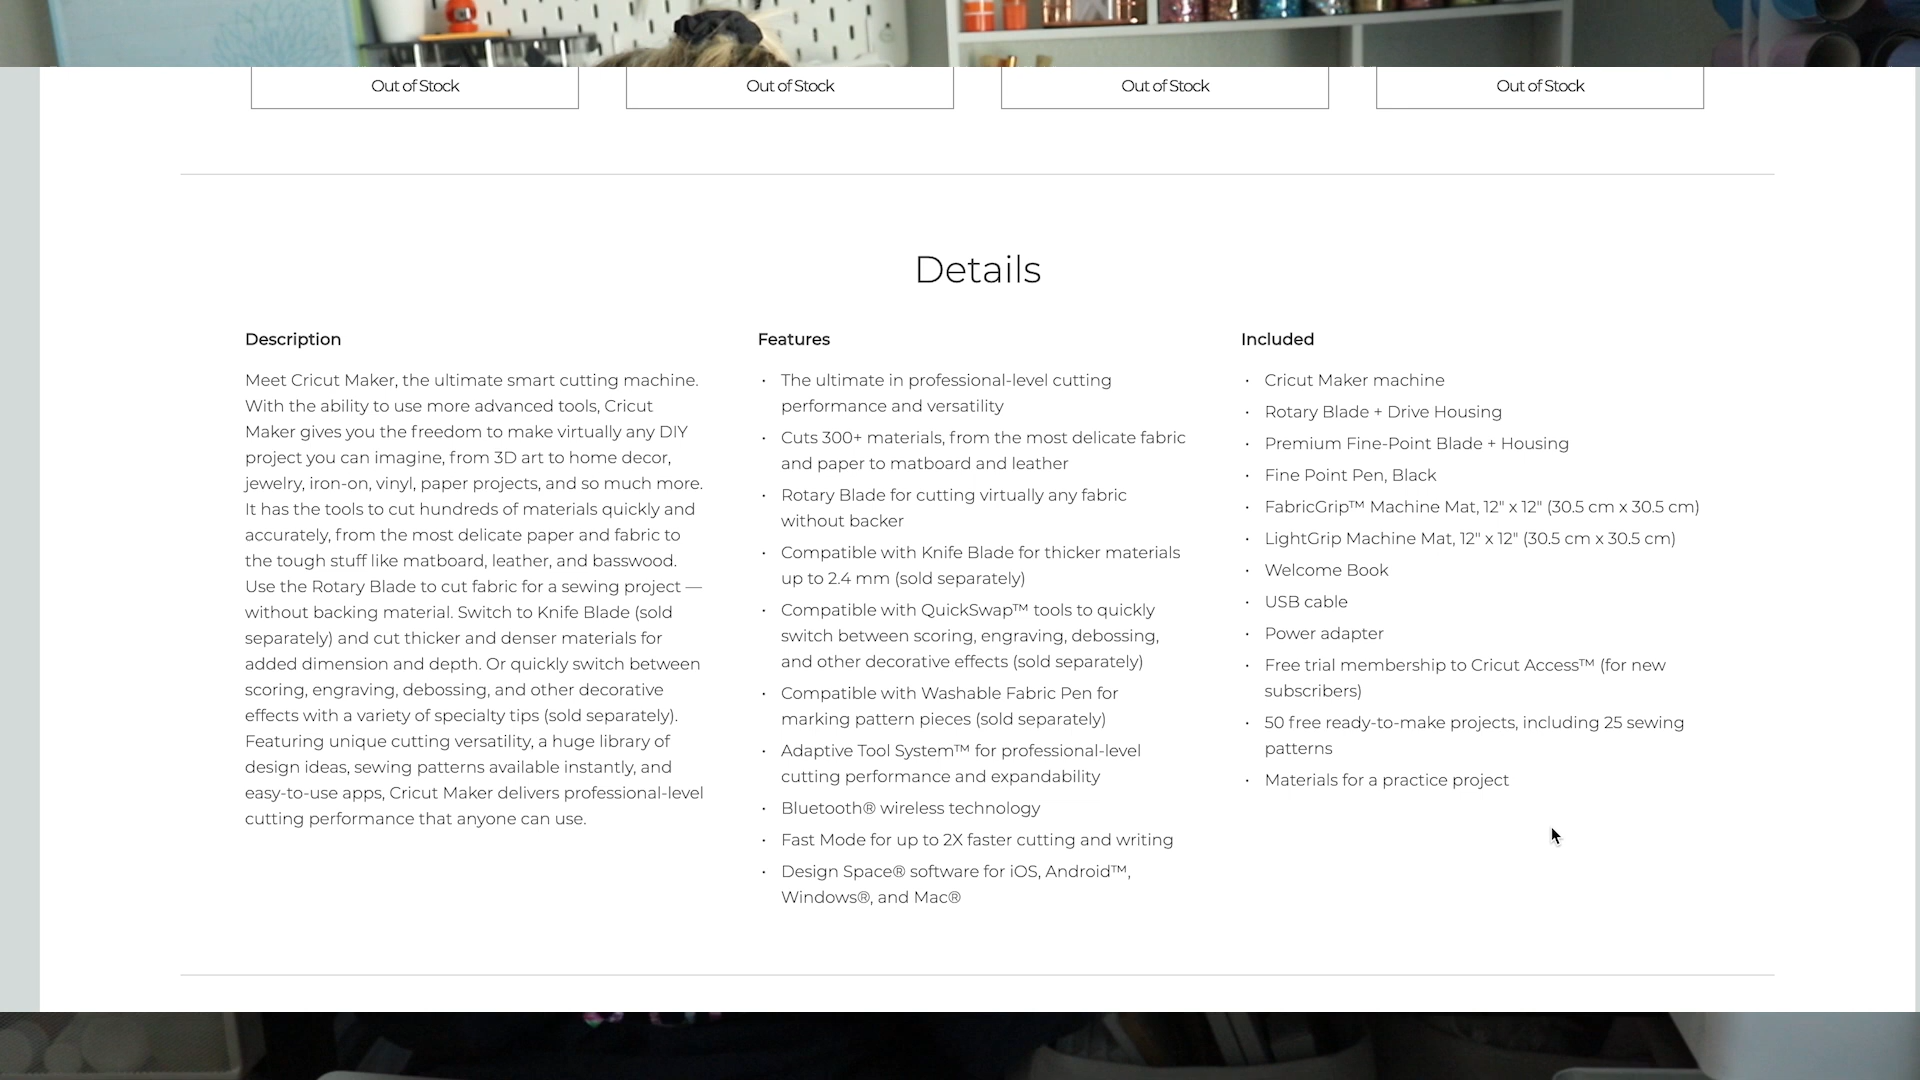 Out of Stock
Out of Stock
Out of Stock
Out of Stock
Details
Description
Meet Cricut Maker, the ultimate smart cutting machine.
With the ability to use more advanced tools, Cricut
Maker gives you the freedom to make virtually any DIY
project you can imagine, from 3D art to home decor,
jewelry, iron-on, vinyl, paper projects, and so much more.
It has the tools to cut hundreds of materials quickly and
accurately, from the most delicate paper and fabric to
the tough stuff like matboard, leather, and basswood.
Use the Rotary Blade to cut fabric for a sewing project —
without backing material. Switch to Knife Blade (sold
separately) and cut thicker and denser materials for
added dimension and depth. Or quickly switch between
scoring, engraving, debossing, and other decorative
effects with a variety of specialty tips (sold separately).
Featuring unique cutting versatility, a huge library of
design ideas, sewing patterns available instantly, and
easy-to-use apps, Cricut Maker delivers professional-level
cutting performance that anyone can use.
Features
• The ultimate in professional-level cutting
performance and versatility
• Cuts 300+ materials, from the most delicate fabric
and paper to matboard and leather
• Rotary Blade for cutting virtually any fabric
without backer
• Compatible with Knife Blade for thicker materials
up to 2.4 mm (sold separately)
• Compatible with QuickSwap™ tools to quickly
switch between scoring, engraving, debossing,
and other decorative effects (sold separately)
• Compatible with Washable Fabric Pen for
marking pattern pieces (sold separately)
• Adaptive Tool System™ for professional-level
cutting performance and expandability
• Bluetooth® wireless technology
• Fast Mode for up to 2X faster cutting and writing
• Design Space® software for iOS, Android™,
Windows®, and Mac®
Included
• Cricut Maker machine
• Rotary Blade + Drive Housing
• Premium Fine-Point Blade + Housing
• Fine Point Pen, Black
• FabricGrip™ Machine Mat, 12" x 12" (30.5 cm x 30.5 cm)
• LightGrip Machine Mat, 12" x 12" (30.5 cm x 30.5 cm)
• Welcome Book
• USB cable
• Power adapter
• Free trial membership to Cricut Access™ (for new
subscribers)
• 50 free ready-to-make projects, including 25 sewing
patterns
• Materials for a practice project